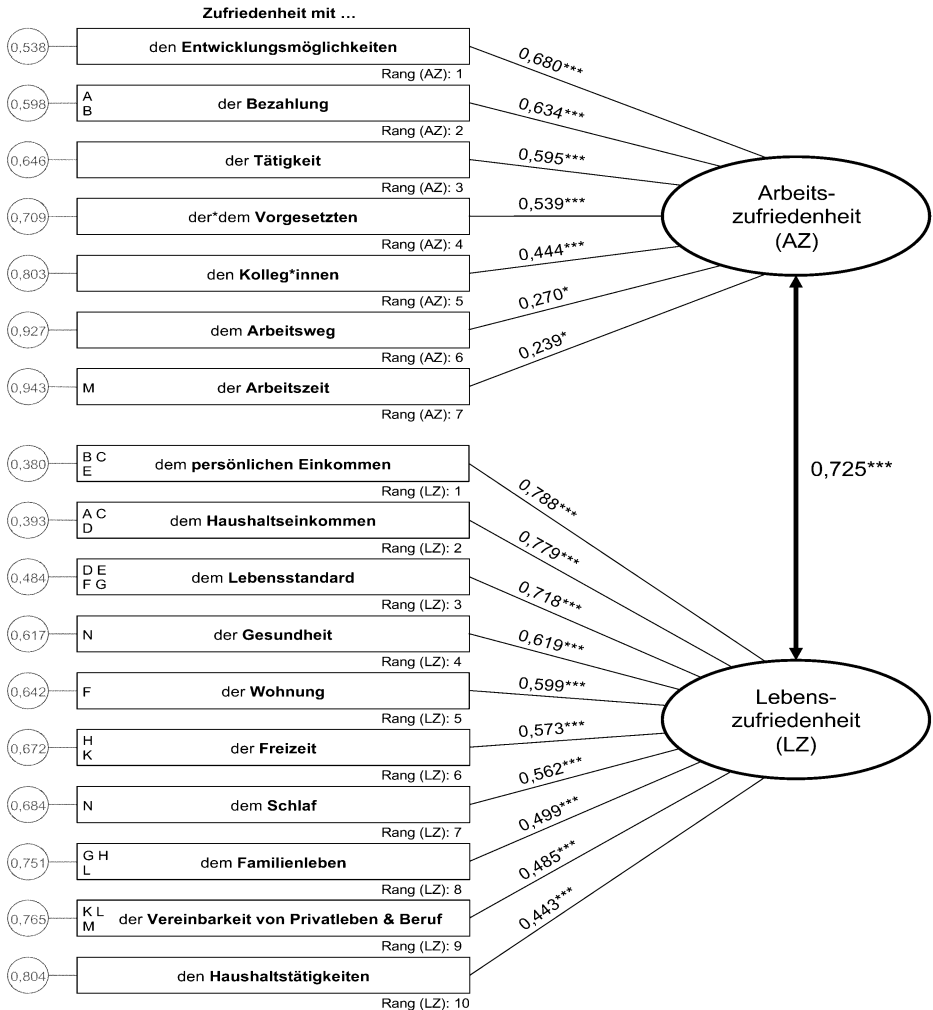 Zufriedenheit mit …
0,538
den Entwicklungsmöglichkeiten
0,680***
Rang (AZ): 1
0,598
A
B
der Bezahlung
0,634***
Rang (AZ): 2
0,646
der Tätigkeit
0,595***
Rang (AZ): 3
0,709
der*dem Vorgesetzten
0,539***
Rang (AZ): 4
0,803
den Kolleg*innen
0,444***
Rang (AZ): 5
0,927
dem Arbeitsweg
0,270*
Rang (AZ): 6
0,943
M
der Arbeitszeit
0,239*
Rang (AZ): 7
Arbeits-
zufriedenheit
(AZ)
0,725***
0,380
B C
E
dem persönlichen Einkommen
0,788***
Rang (LZ): 1
0,393
A C
D
dem Haushaltseinkommen
0,779***
Rang (LZ): 2
0,484
D E
F G
dem Lebensstandard
0,718***
Rang (LZ): 3
0,617
N
der Gesundheit
0,619***
Rang (LZ): 4
0,642
F
der Wohnung
0,599***
Rang (LZ): 5
0,672
H
K
der Freizeit
0,573***
Rang (LZ): 6
0,684
N
dem Schlaf
0,562***
Rang (LZ): 7
0,751
G H
L
dem Familienleben
0,499***
Rang (LZ): 8
0,765
K L
M
der Vereinbarkeit von Privatleben & Beruf
0,485***
Rang (LZ): 9
0,804
den Haushaltstätigkeiten
0,443***
Rang (LZ): 10
Lebens-
zufriedenheit
(LZ)